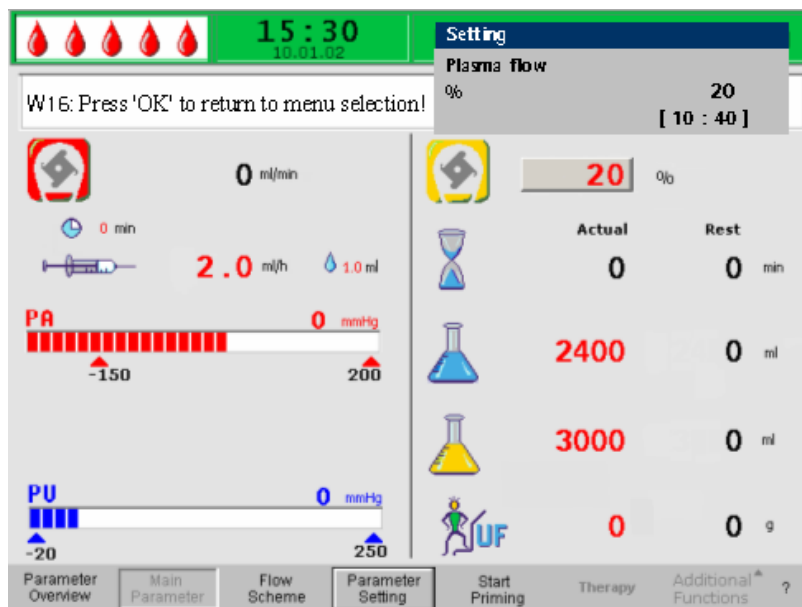 15:30
10.01.02
Setting
Plasma flow
% 20
[ 10 : 40 ]
W16: Press 'OK' to return to menu selection!
0 ml/min
20 %
0 min
Actual Rest
2.0 ml/h 1.0 ml
0 0 min
PA 0 mmHg
-150 200
2400 0 ml
3000 0 ml
PU 0 mmHg
-20 250
UF 0 0 g
Parameter Overview
Main Parameter
Flow Scheme
Parameter Setting
Start Priming
Therapy
Additional Functions
?